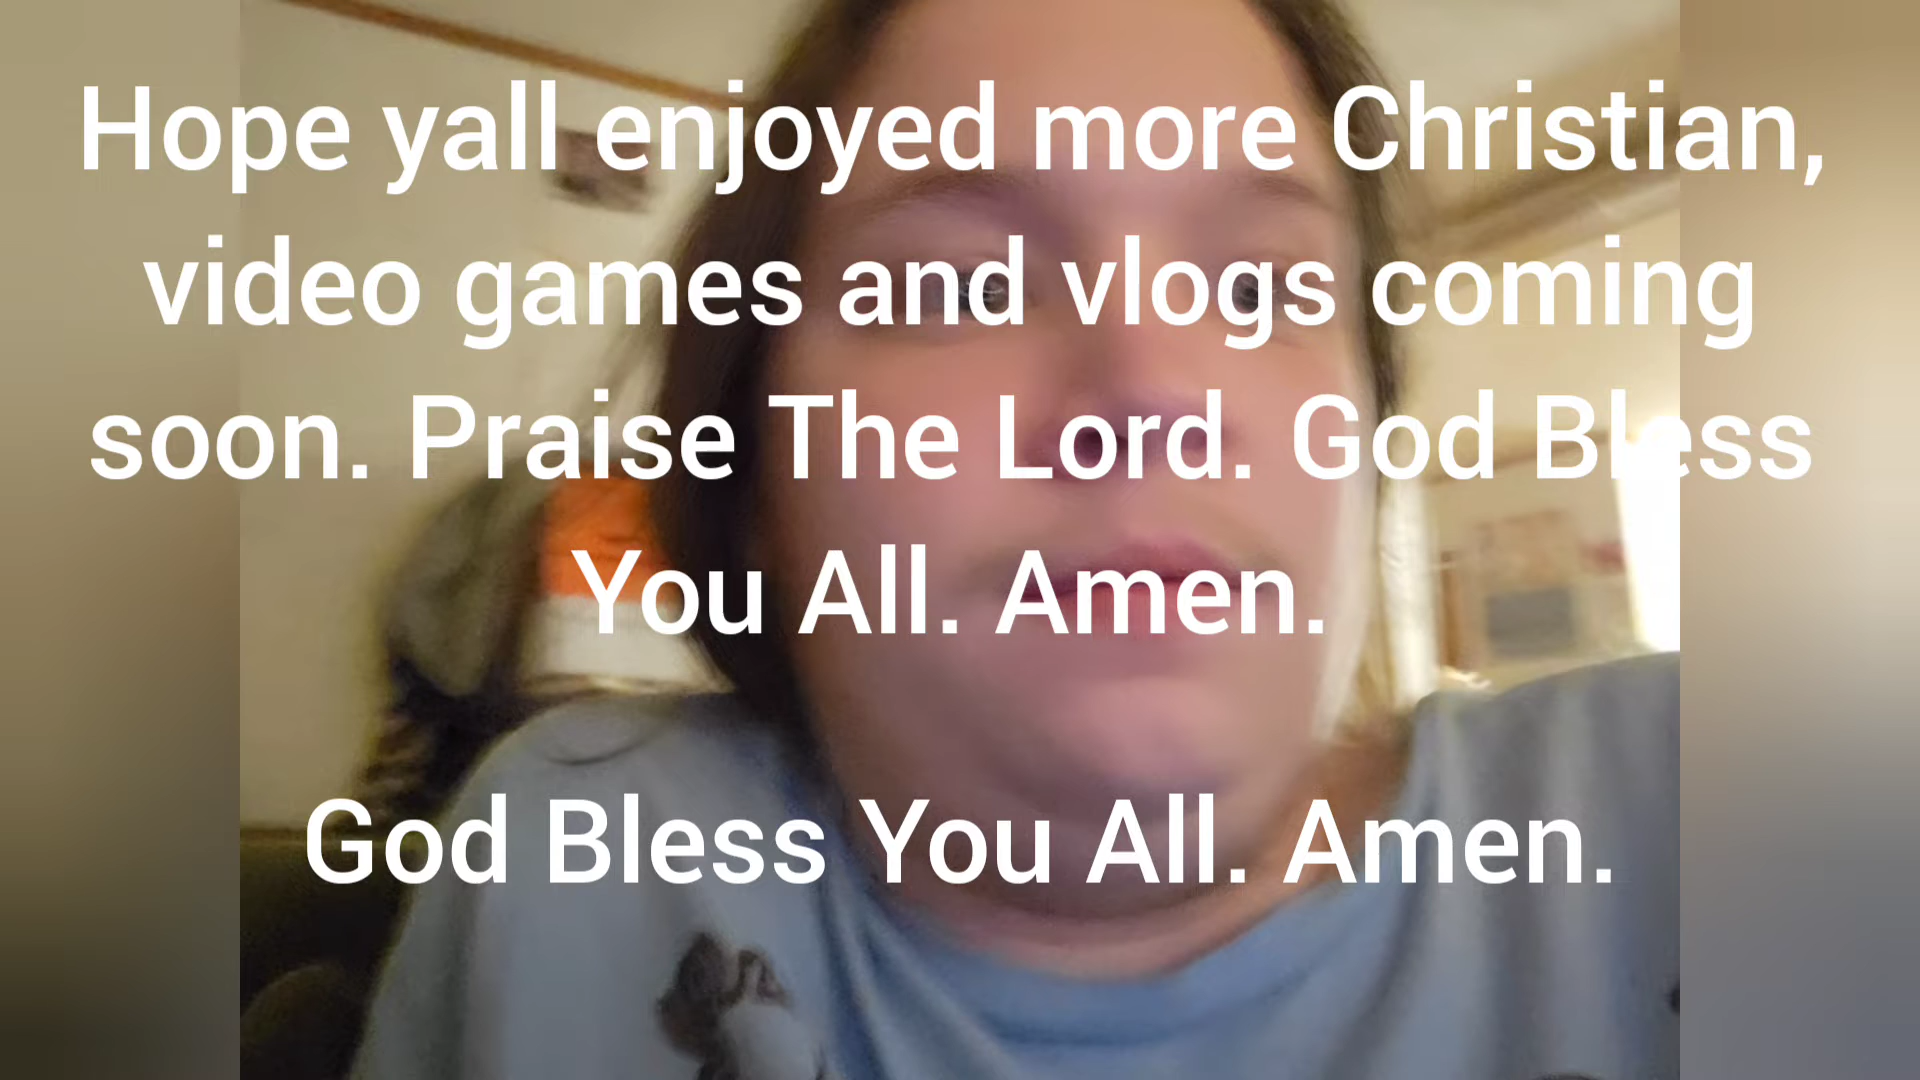 Hope yall enjoyed more Christian,
video games and vlogs coming
soon. Praise The Lord. God Bless
You All. Amen.
God Bless You All. Amen.